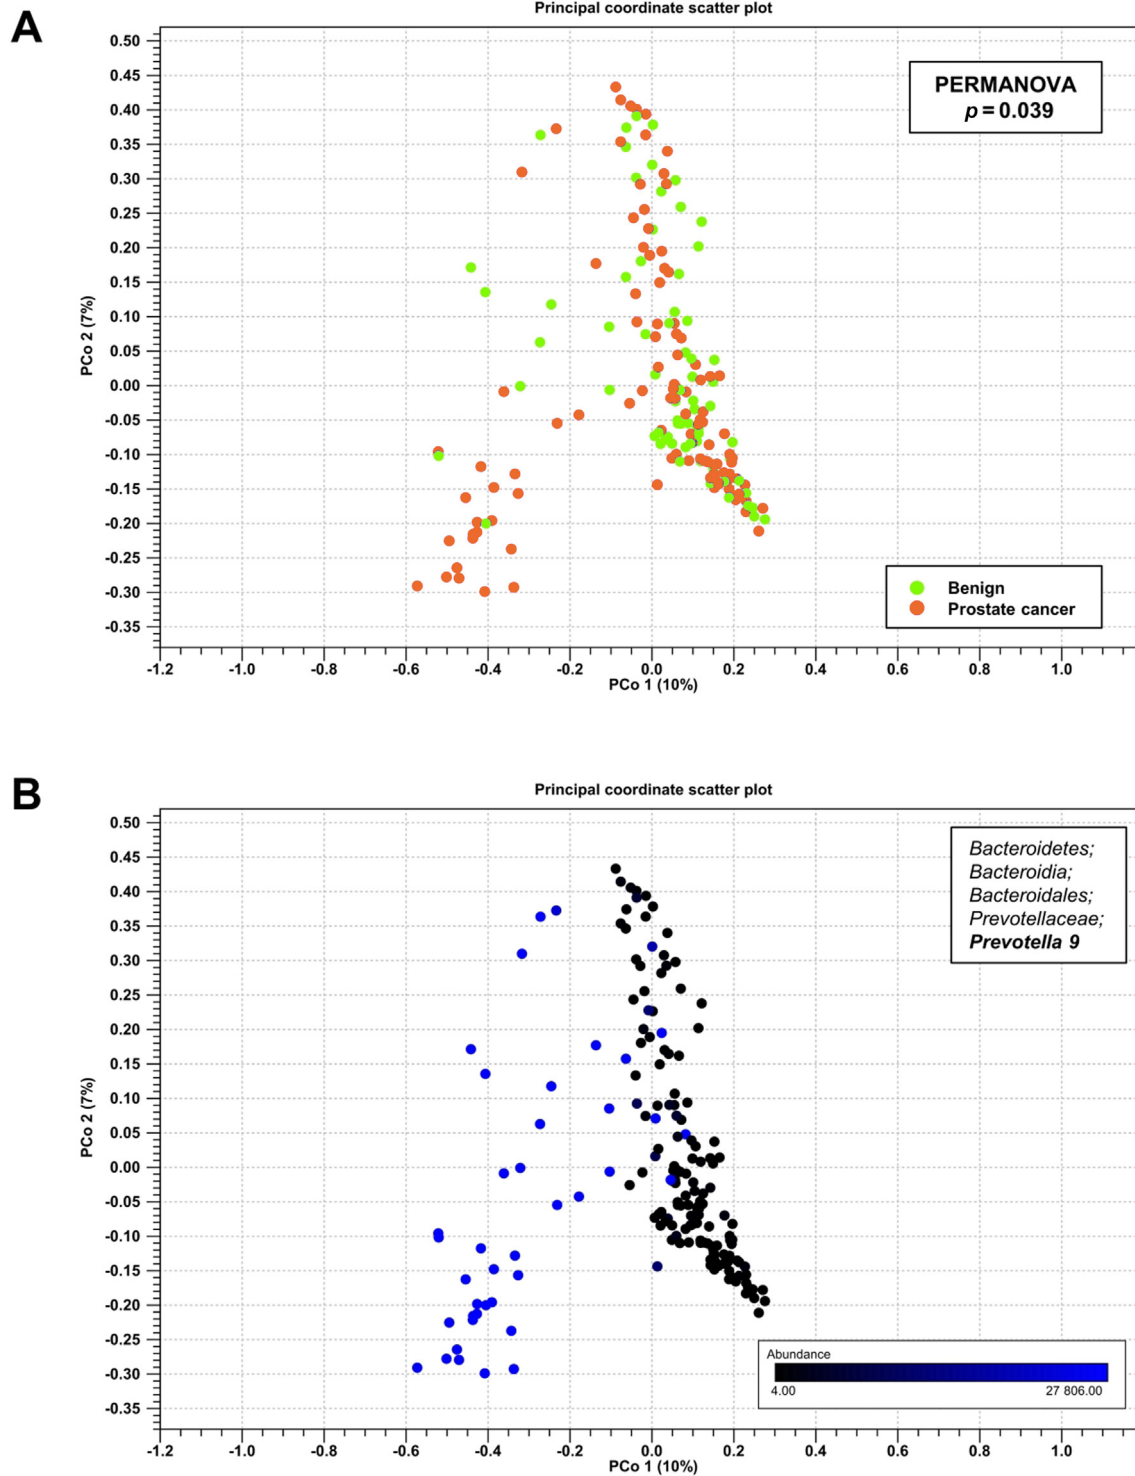 A
Principal coordinate scatter plot
0.50
0.45
0.40
0.35
0.30
0.25
0.20
0.15
0.10
0.05
0.00
-0.05
-0.10
-0.15
-0.20
-0.25
-0.30
-0.35
PCo 2 (7%)
PERMANOVA
p = 0.039
Benign
Prostate cancer
-1.2 -1.0 -0.8 -0.6 -0.4 -0.2 0.0 0.2 0.4 0.6 0.8 1.0
PCo 1 (10%)
B
Principal coordinate scatter plot
0.50
0.45
0.40
0.35
0.30
0.25
0.20
0.15
0.10
0.05
0.00
-0.05
-0.10
-0.15
-0.20
-0.25
-0.30
-0.35
PCo 2 (7%)
Bacteroidetes;
Bacteroidia;
Bacteroidales;
Prevotellaceae;
Prevotella 9
Abundance
4.00 27 806.00
-1.2 -1.0 -0.8 -0.6 -0.4 -0.2 0.0 0.2 0.4 0.6 0.8 1.0
PCo 1 (10%)